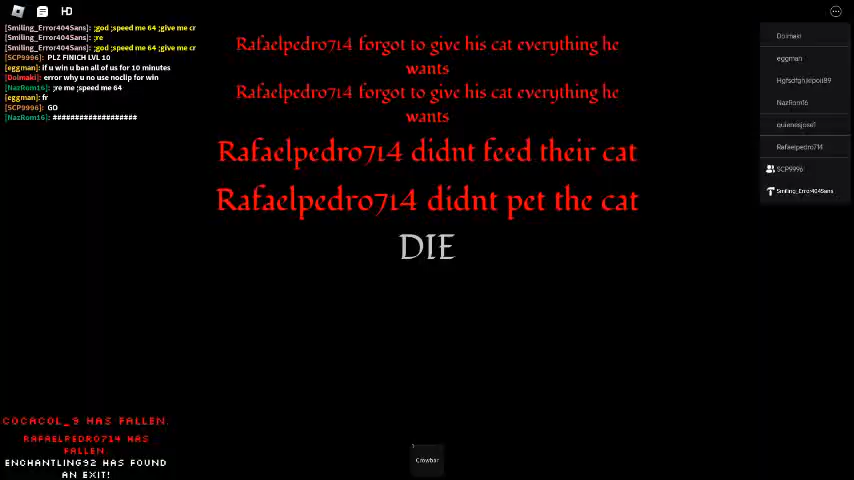 HD
[Smiling_Error404Sans]: ;god ;speed me 64 ;give me cr
[Smiling_Error404Sans]: ;re
[Smiling_Error404Sans]: ;god ;speed me 64 ;give me cr
[SCP9996]: PLZ FINICH LVL 10
[eggman]: if u win u ban all of us for 10 minutes
[Dolmaki]: error why u no use noclip for win
[NazRom16]: ;re me ;speed me 64
[eggman]: fr
[SCP9996]: GO
[NazRom16]: ###################
Rafaelpedro714 forgot to give his cat everything he
wants
Rafaelpedro714 forgot to give his cat everything he
wants
Rafaelpedro714 didnt feed their cat
Rafaelpedro714 didnt pet the cat
DIE
Dolmaki
eggman
NazRom16
quienesjose1
Rafaelpedro714
SCP9996
Smiling_Error404Sans
COCACOL_9 HAS FALLEN.
RAFAELPEDRO714 HAS
FALLEN
ENCHANTLING92 HAS FOUND
AN EXIT!
1
Crowbar